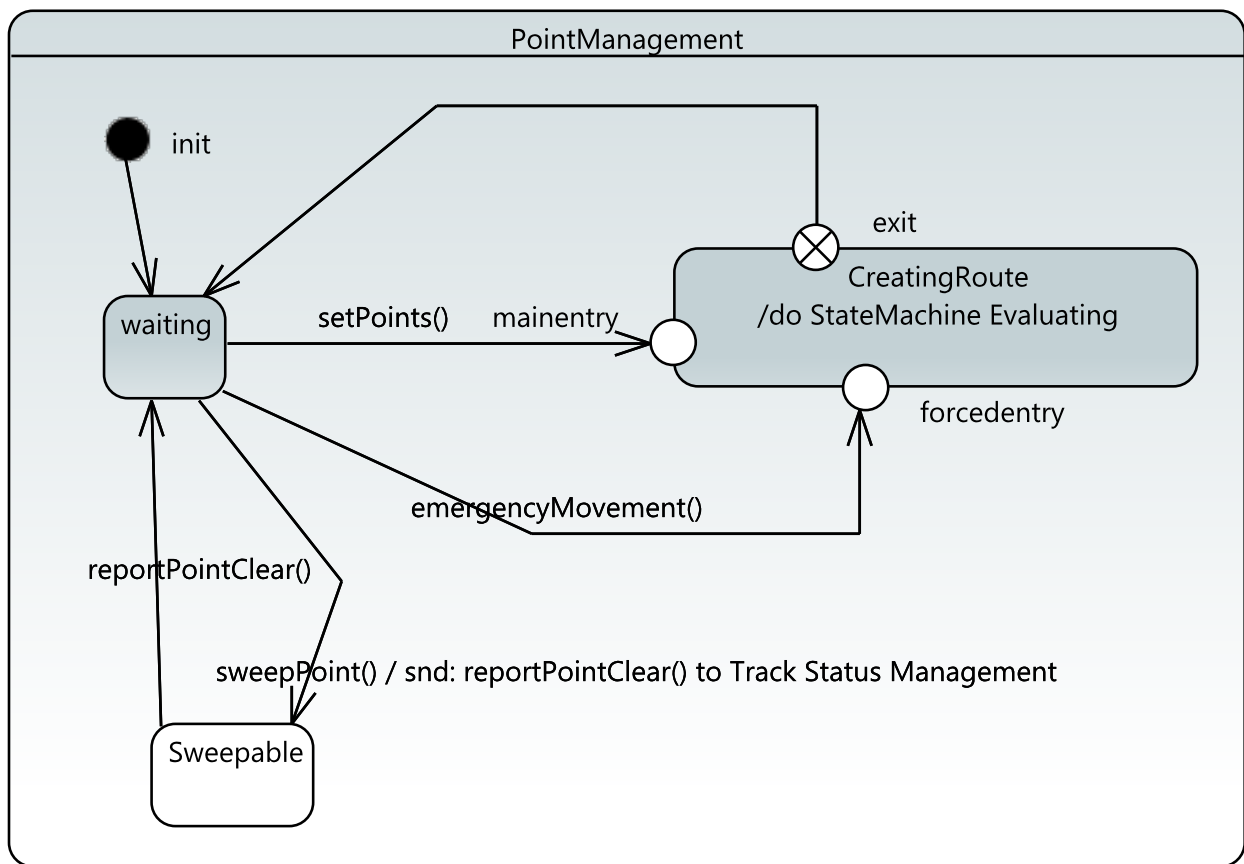 PointManagement
init
exit
CreatingRoute
/do StateMachine Evaluating
waiting
setPoints()
mainentry
forcedentry
emergencyMovement()
reportPointClear()
sweepPoint() / snd: reportPointClear() to Track Status Management
Sweepable